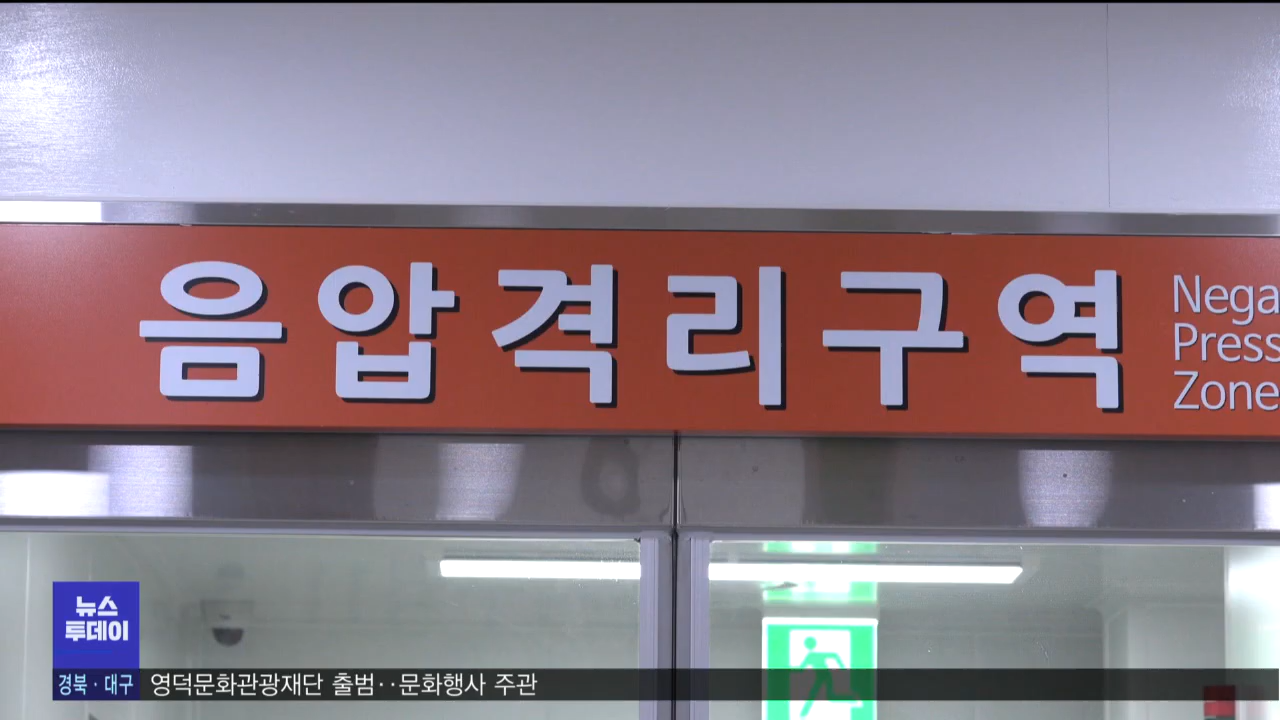 음압격리구역
Nega
Press
Zone
뉴스
투데이
경북·대구
영덕문화관광재단 출범‥문화행사 주관